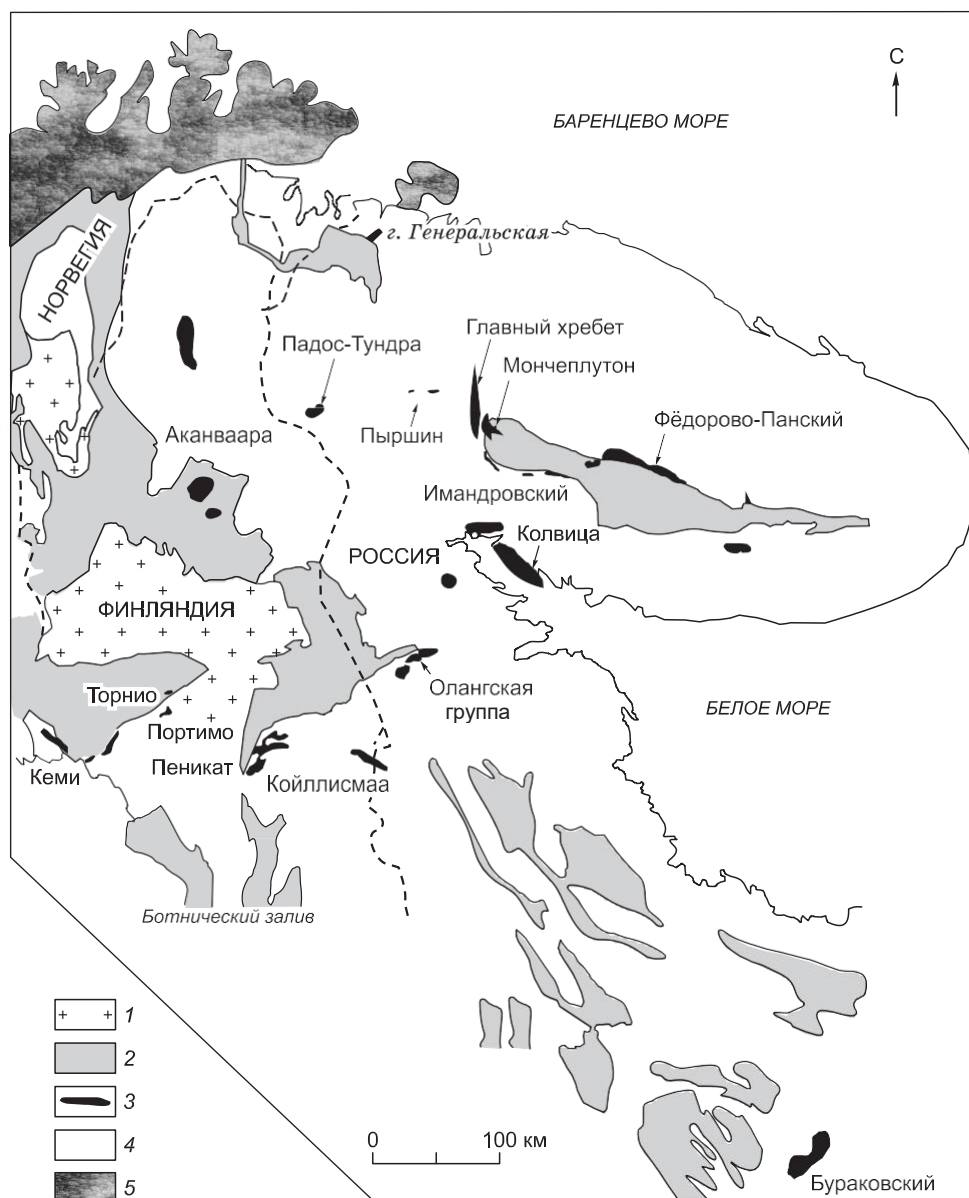 С
БАРЕНЦЕВО МОРЕ
г. Генеральская
НОРВЕГИЯ
Главный хребет
Падос-Тундра
Мончеплутон
Пыршин
Фёдорово-Панский
Аканваара
Имандровский
Колвица
РОССИЯ
ФИНЛЯНДИЯ
Торнио
Олангская
группа
БЕЛОЕ МОРЕ
Портимо
Пеникат
Кеми
Койллисмаа
Ботнический залив
1
2
3
4
5
0
100 км
Бураковский